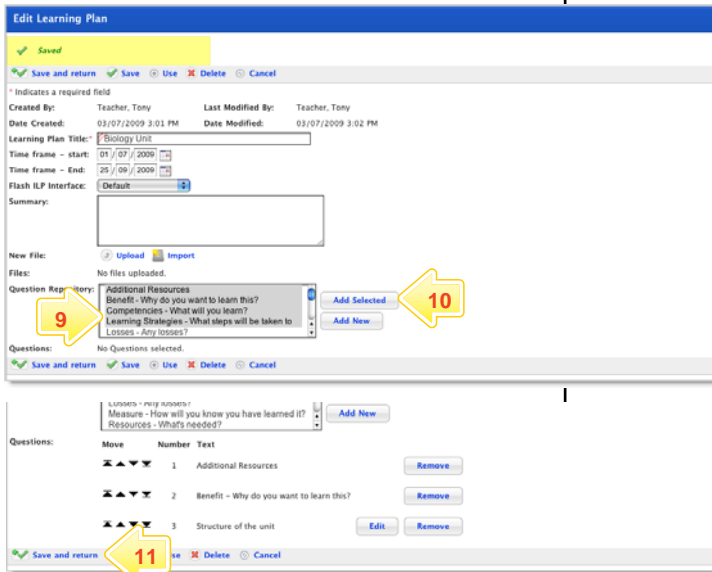 Edit Learning Plan
Saved
Save and return Save Use Delete Cancel
* Indicates a required field
Created By: Teacher, Tony Last Modified By: Teacher, Tony
Date Created: 03/07/2009 3:01 PM Date Modified: 03/07/2009 3:02 PM
Learning Plan Title:* Biology Unit
Time frame - start: 01 / 07 / 2009
Time frame - End: 25 / 09 / 2009
Flash ILP Interface: Default
Summary:
New File: Upload Import
Files: No files uploaded.
Question Repository: Additional Resources
Benefit - Why do you want to learn this?
Competencies - What will you learn?
Learning Strategies - What steps will be taken to
Losses - Any losses?
Add Selected
Add New
9
10
Questions: No Questions selected.
Save and return Save Use Delete Cancel
Losses - Any losses?
Measure - How will you know you have learned it?
Resources - What's needed?
Add New
Questions: Move Number Text
1 Additional Resources Remove
2 Benefit - Why do you want to learn this? Remove
3 Structure of the unit Edit Remove
Save and return 11 se Delete Cancel